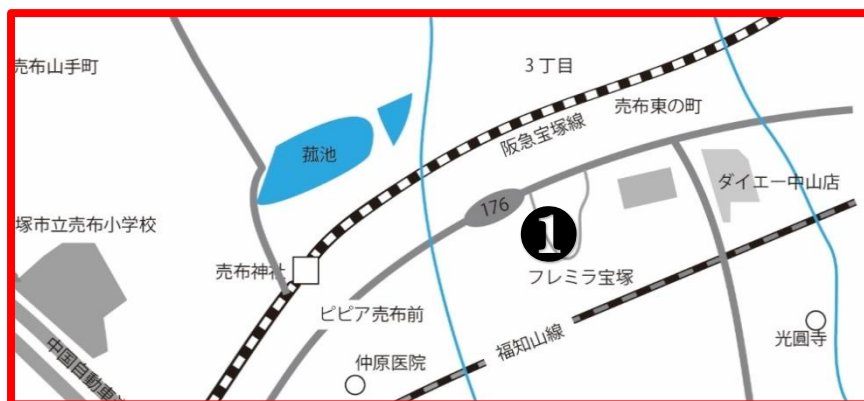 売布山手町
3丁目
売布東の町
菰池
阪急宝塚線
ダイエー中山店
176
塚市立売布小学校
1
売布神社
フレミラ宝塚
ピピア売布前
福知山線
光圓寺
仲原医院
中国自動車